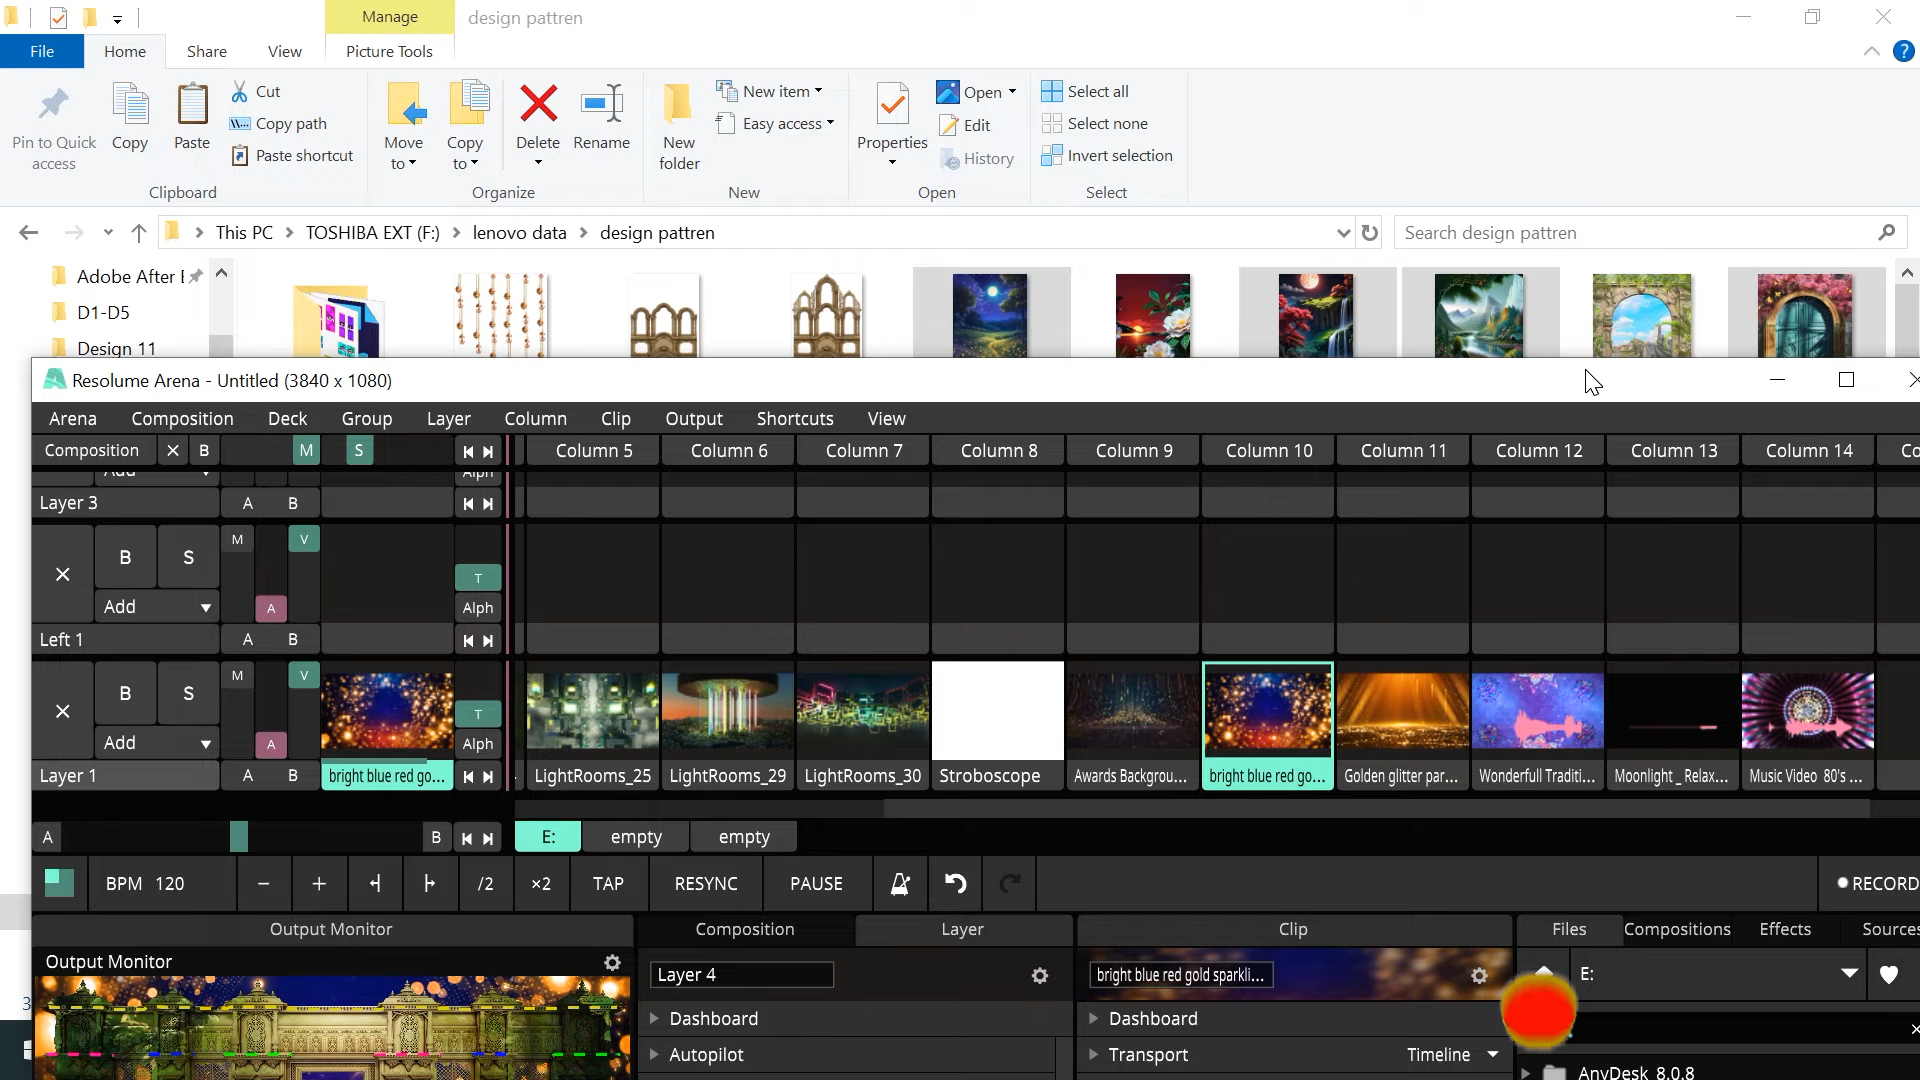 Manage
design pattren
File
Home
Share
View
Picture Tools
Pin to Quick access
Copy
Paste
Cut
Copy path
Paste shortcut
Clipboard
Move to
Copy to
Delete
Rename
Organize
New folder
New item
Easy access
New
Properties
Open
Edit
History
Open
Select all
Select none
Invert selection
Select
This PC
TOSHIBA EXT (F:)
lenovo data
design pattren
Search design pattren
Adobe After E
D1-D5
Design 11
Resolume Arena - Untitled (3840 x 1080)
Arena
Composition
Deck
Group
Layer
Column
Clip
Output
Shortcuts
View
Composition
B
M
S
Column 5
Column 6
Column 7
Column 8
Column 9
Column 10
Column 11
Column 12
Column 13
Column 14
Co
Add
Alph
Layer 3
A
B
B
S
M
V
T
Add
A
Alph
Left 1
A
B
B
S
M
V
T
Add
A
Alph
Layer 1
A
B
bright blue red go...
LightRooms_25
LightRooms_29
LightRooms_30
Stroboscope
Awards Backgrou...
bright blue red go...
Golden glitter par...
Wonderfull Traditi...
Moonlight _ Relax...
Music Video 80's ...
A
B
E:
empty
empty
BPM 120
−
+
/2
×2
TAP
RESYNC
PAUSE
RECORD
Output Monitor
Composition
Layer
Clip
Files
Compositions
Effects
Sources
Output Monitor
Layer 4
bright blue red gold sparkli...
E:
Dashboard
Dashboard
Autopilot
Transport
Timeline
AnyDesk 8.0.8
3